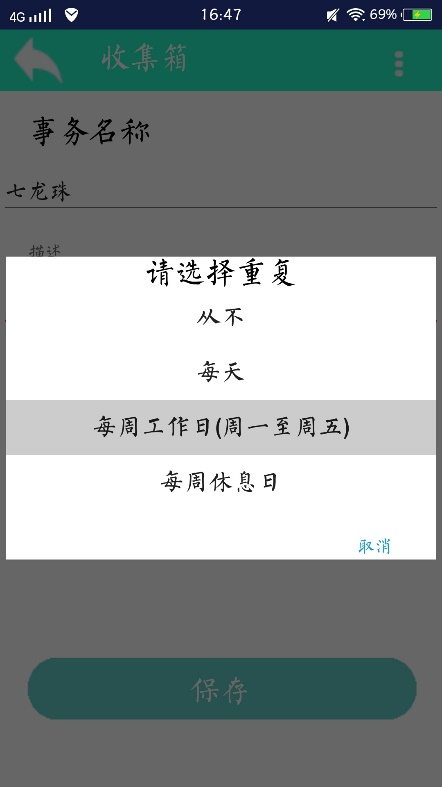 4G 16:47 69%
收集箱
事务名称
七龙珠
描述
请选择重复
从不
每天
每周工作日(周一至周五)
每周休息日
取消
保存